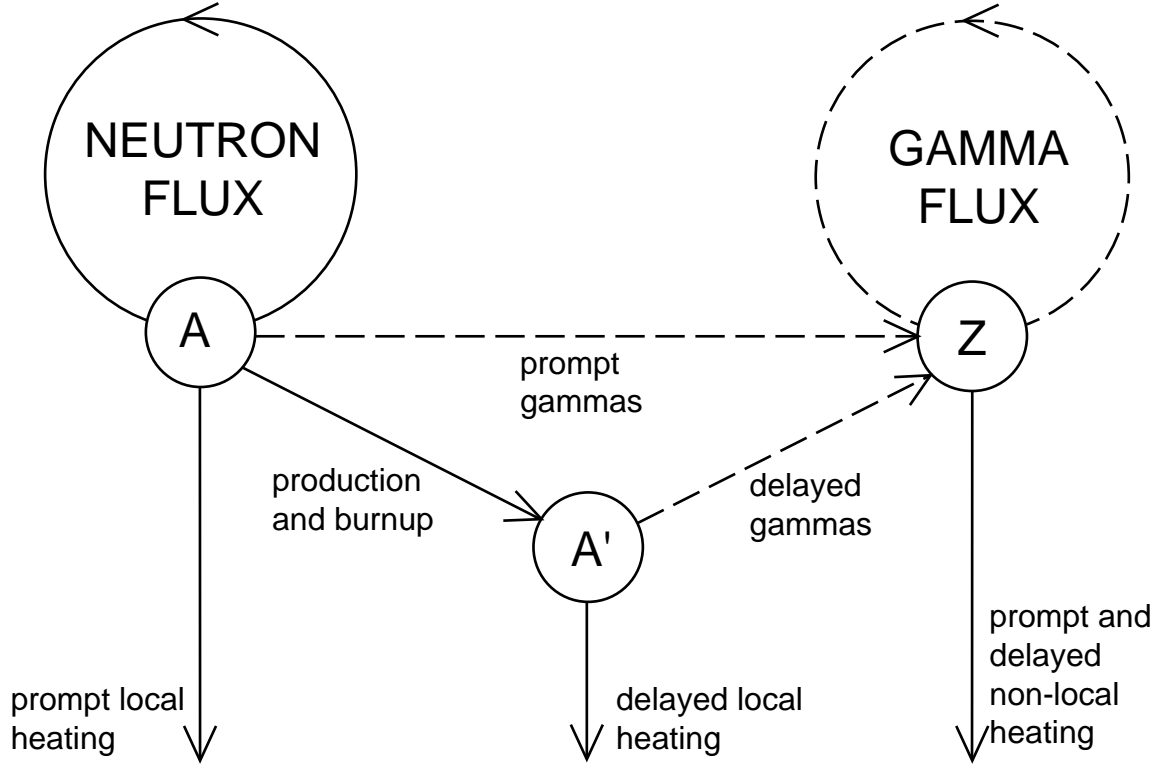 NEUTRON
FLUX
GAMMA
FLUX
A
Z
prompt
gammas
production
and burnup
delayed
gammas
A'
prompt local
heating
delayed local
heating
prompt and
delayed
non-local
heating